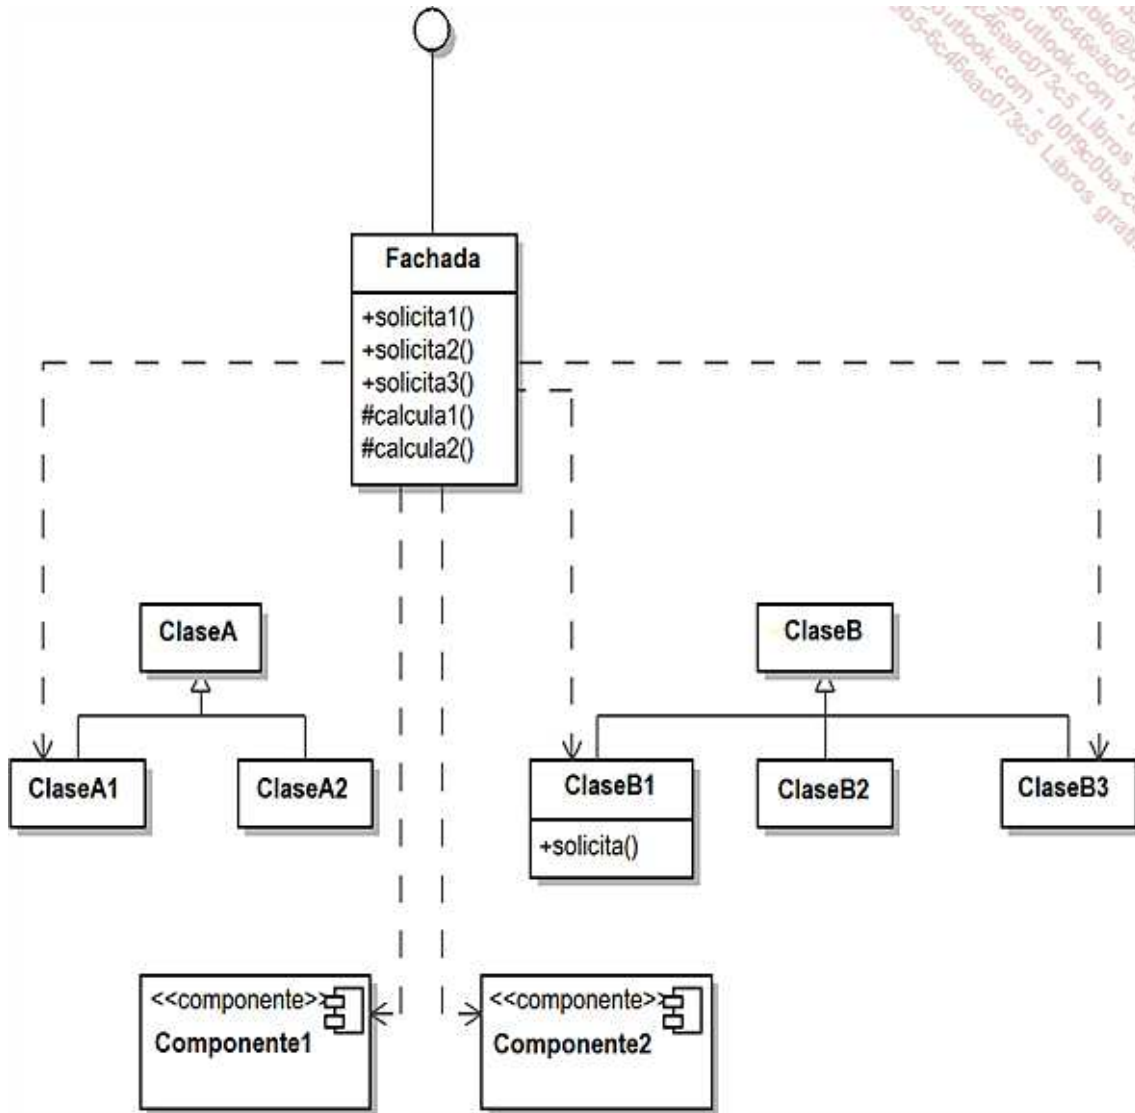 Fachada
+solicita1()
+solicita2()
+solicita3()
#calcula1()
#calcula2()
ClaseA
ClaseB
ClaseA1
ClaseA2
ClaseB1
+solicita()
ClaseB2
ClaseB3
<<componente>>
Componente1
<<componente>>
Componente2